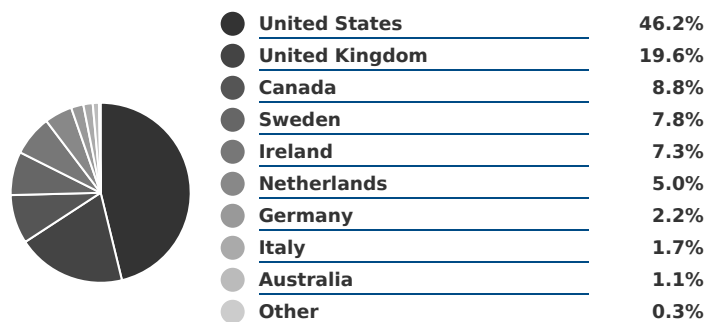 United States 46.2%
United Kingdom 19.6%
Canada 8.8%
Sweden 7.8%
Ireland 7.3%
Netherlands 5.0%
Germany 2.2%
Italy 1.7%
Australia 1.1%
Other 0.3%